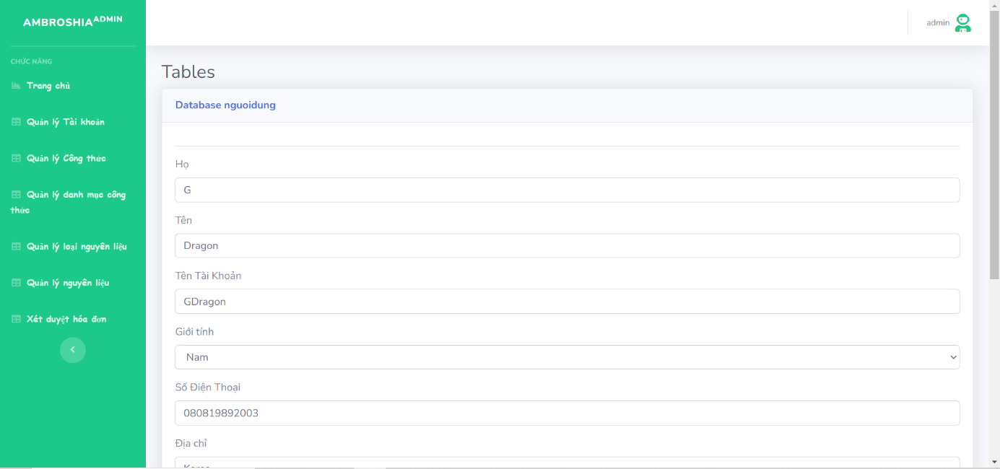 AMBROSHIA ADMIN
admin
CHỨC NĂNG
Trang chủ
Quản lý Tài khoản
Quản lý Công thức
Quản lý danh mục công
thức
Quản lý loại nguyên liệu
Quản lý nguyên liệu
Xét duyệt hóa đơn
Tables
Database nguoidung
Họ
G
Tên
Dragon
Tên Tài Khoản
GDragon
Giới tính
Nam
Số Điện Thoại
080819892003
Địa chỉ